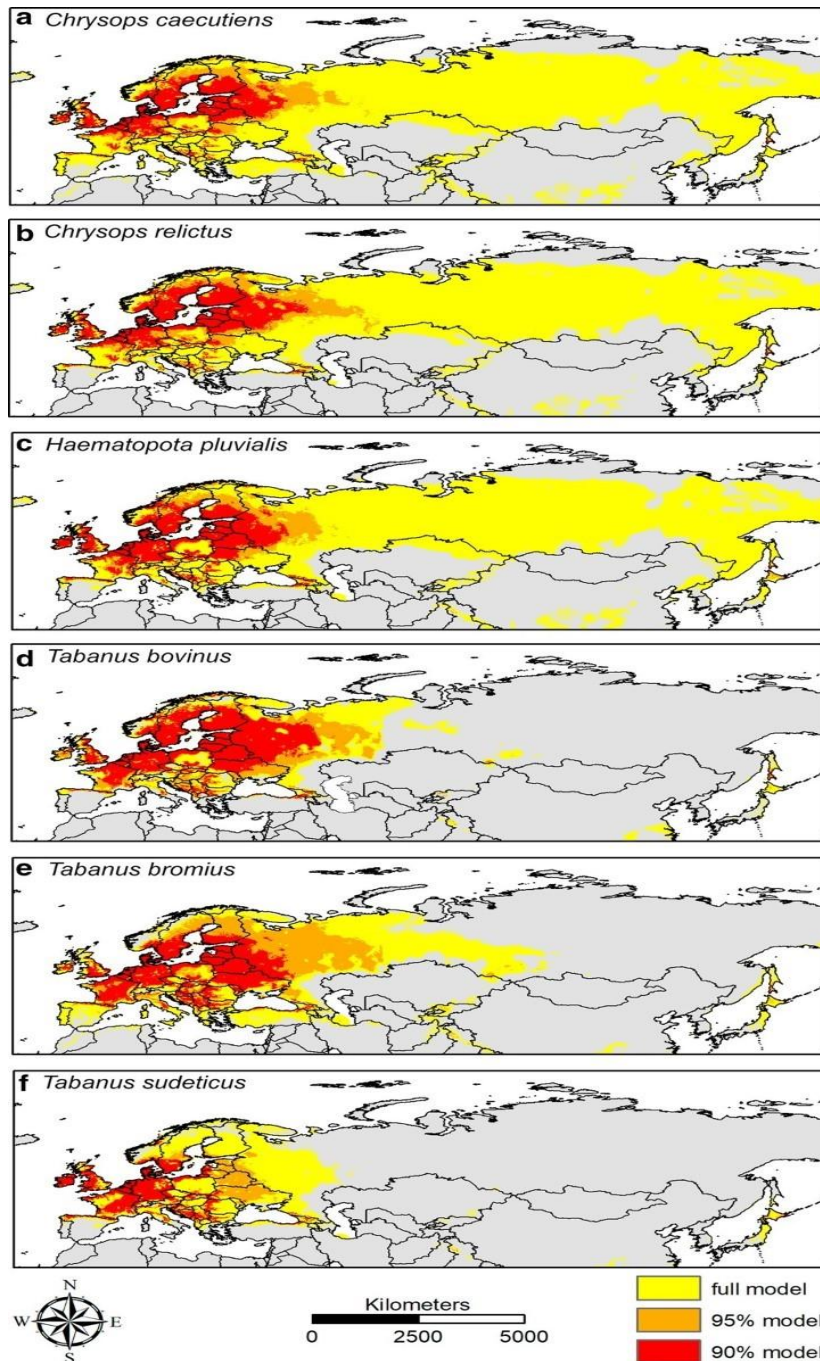 a Chrysops caecutiens
b Chrysops relictus
c Haematopota pluvialis
d Tabanus bovinus
e Tabanus bromius
f Tabanus sudeticus
N
W E
S
Kilometers
0 2500 5000
full model
95% model
90% model